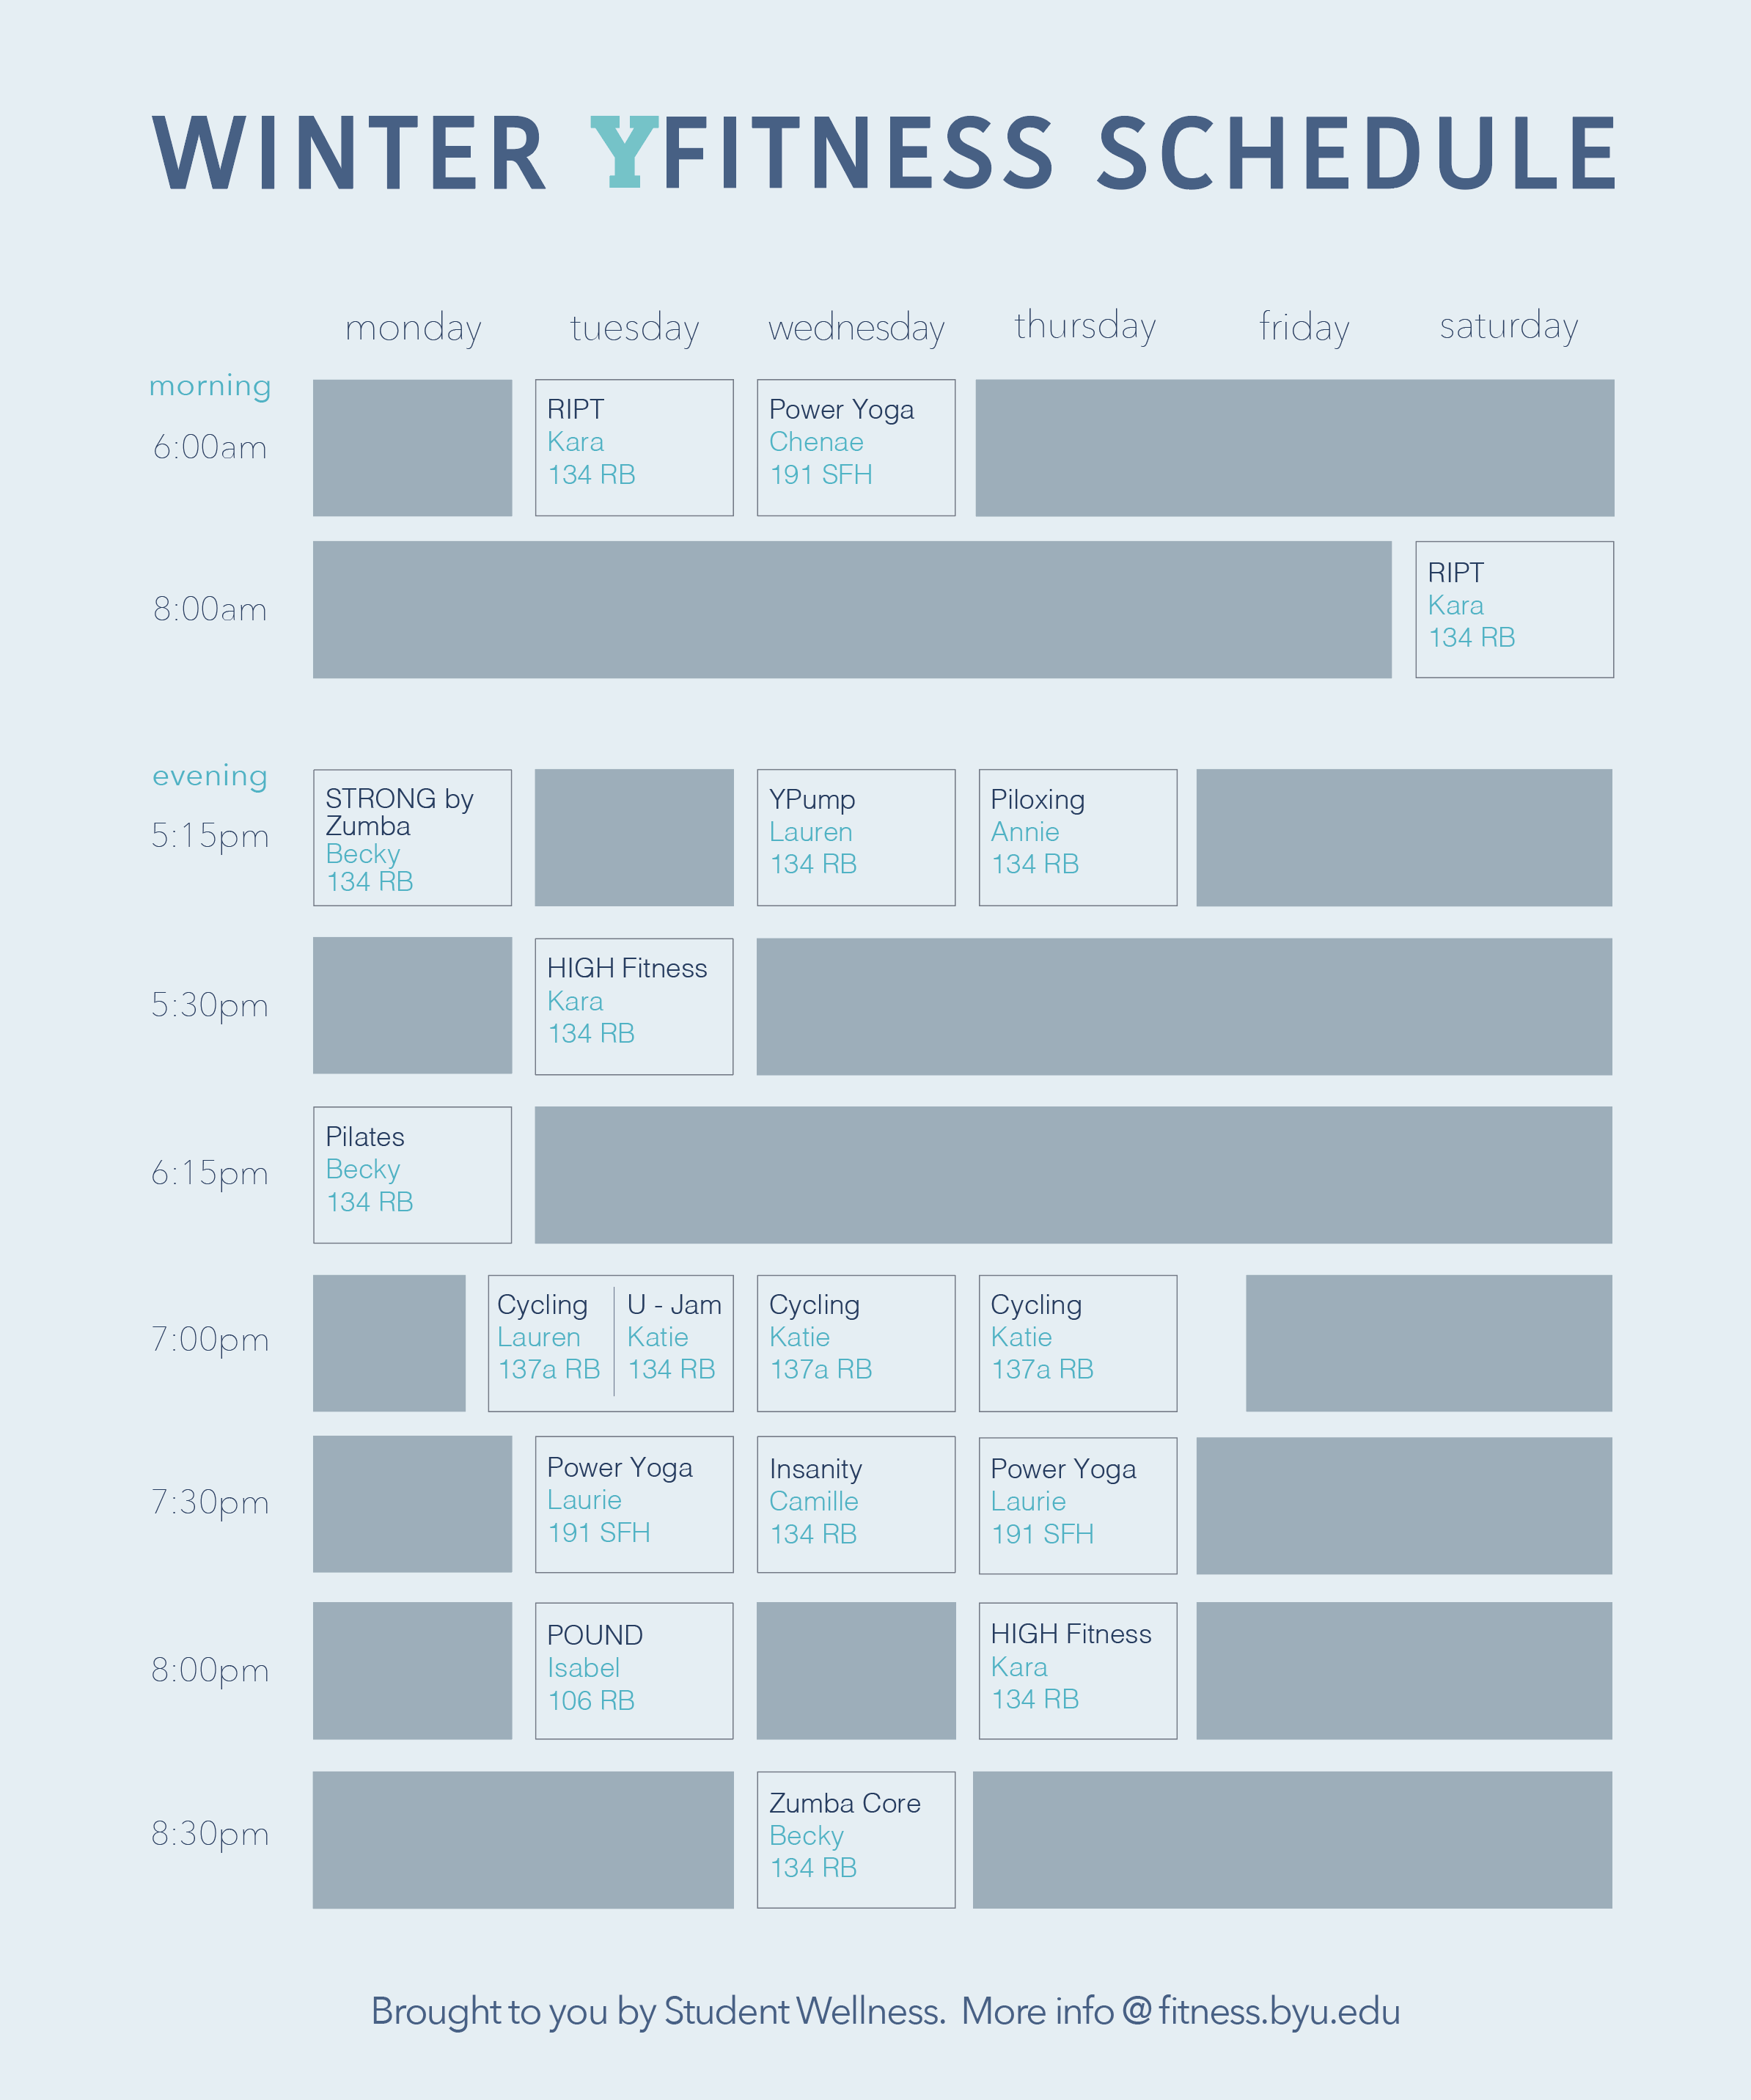 WINTER YFITNESS SCHEDULE
monday tuesday wednesday thursday friday saturday
morning
6:00am
RIPT
Kara
134 RB
Power Yoga
Chenae
191 SFH
8:00am
RIPT
Kara
134 RB
evening
5:15pm
STRONG by
Zumba
Becky
134 RB
YPump
Lauren
134 RB
Piloxing
Annie
134 RB
5:30pm
HIGH Fitness
Kara
134 RB
6:15pm
Pilates
Becky
134 RB
7:00pm
Cycling
Lauren
137a RB
U - Jam
Katie
134 RB
Cycling
Katie
137a RB
Cycling
Katie
137a RB
7:30pm
Power Yoga
Laurie
191 SFH
Insanity
Camille
134 RB
Power Yoga
Laurie
191 SFH
8:00pm
POUND
Isabel
106 RB
HIGH Fitness
Kara
134 RB
8:30pm
Zumba Core
Becky
134 RB
Brought to you by Student Wellness. More info @ fitness.byu.edu